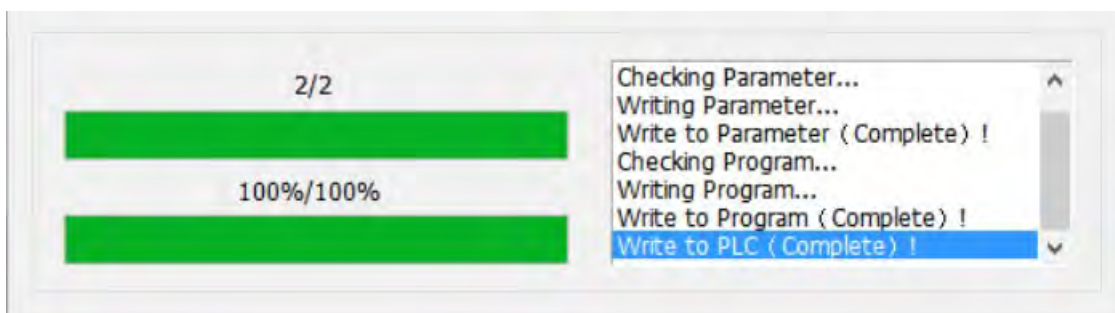 2/2
100%/100%
Checking Parameter...
Writing Parameter...
Write to Parameter (Complete) !
Checking Program...
Writing Program...
Write to Program (Complete) !
Write to PLC (Complete) !